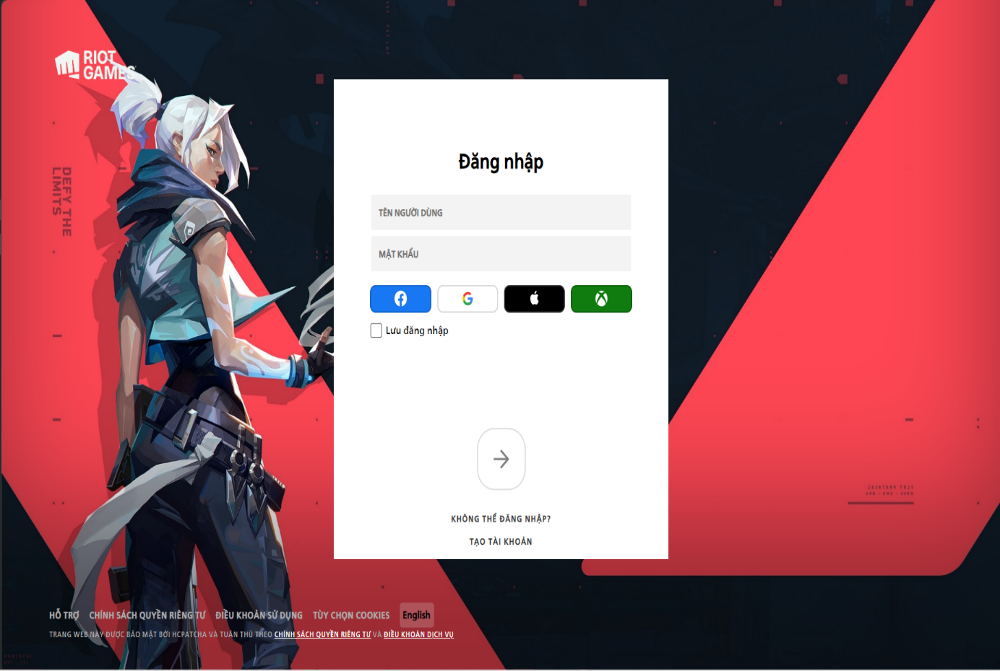 RIOT
GAMES
DEFY THE
LIMITS
Đăng nhập
TÊN NGƯỜI DÙNG
MẬT KHẨU
Lưu đăng nhập
KHÔNG THỂ ĐĂNG NHẬP?
TẠO TÀI KHOẢN
HỖ TRỢ CHÍNH SÁCH QUYỀN RIÊNG TƯ ĐIỀU KHOẢN SỬ DỤNG TÙY CHỌN COOKIES English
TRANG WEB NÀY ĐƯỢC BẢO MẬT BỞI HCPATCHA VÀ TUÂN THỦ THEO CHÍNH SÁCH QUYỀN RIÊNG TƯ VÀ ĐIỀU KHOẢN DỊCH VỤ